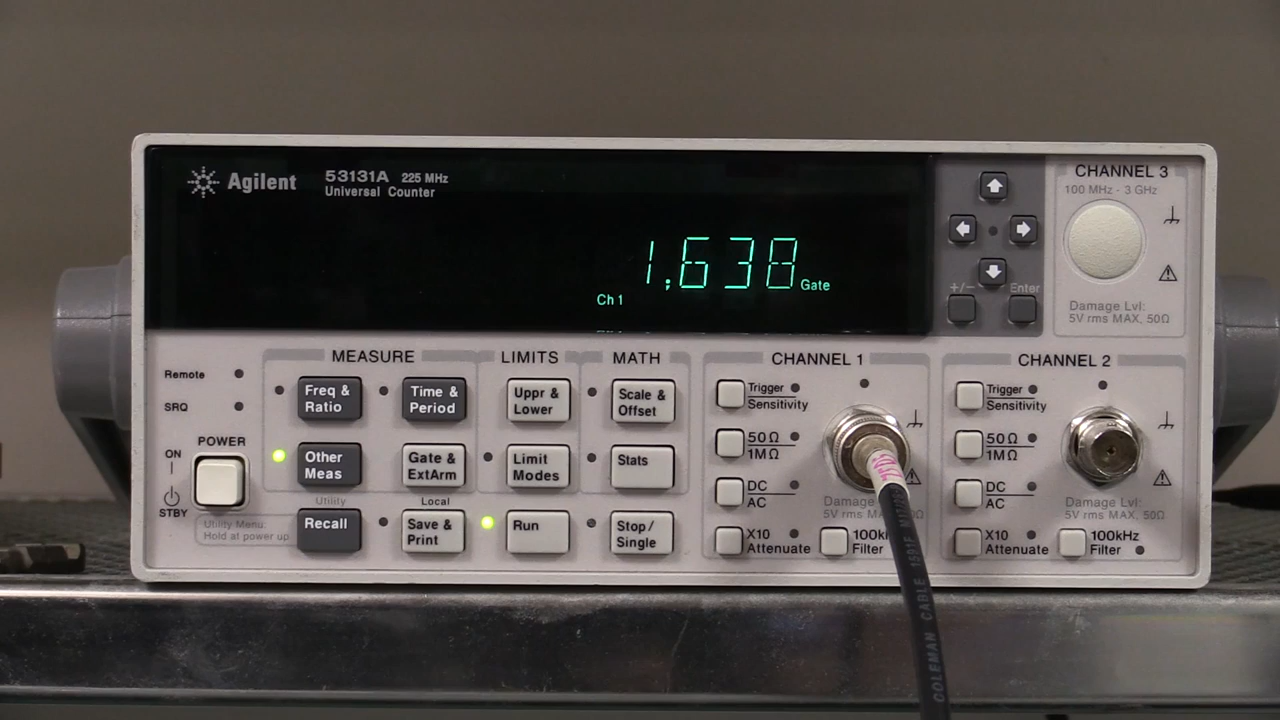 Agilent 53131A 225 MHz
Universal Counter
1,638
Ch 1
Gate
+/-
Enter
CHANNEL 3
100 MHz - 3 GHz
Damage Lvl:
5V rms MAX, 50Ω
Remote
SRQ
POWER
ON
STBY
Utility Menu:
Hold at power up
MEASURE
Freq &
Ratio
Time &
Period
Other
Meas
Gate &
ExtArm
Utility
Local
Recall
Save &
Print
LIMITS
Uppr &
Lower
Limit
Modes
Run
MATH
Scale &
Offset
Stats
Stop/
Single
CHANNEL 1
Trigger
Sensitivity
50Ω
1MΩ
DC
AC
X10
Attenuate
Damage
5V rms
100k
Filter
CHANNEL 2
Trigger
Sensitivity
50Ω
1MΩ
DC
AC
X10
Attenuate
Damage Lvl:
5V rms MAX, 50Ω
100kHz
Filter
COLEMAN CABLE